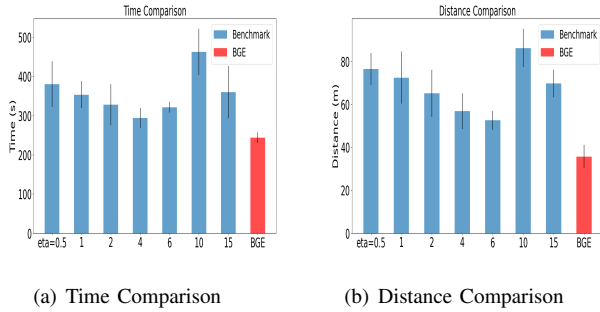 Time Comparison
Benchmark
BGE
Time (s)
500
400
300
200
100
0
eta=0.5 1 2 4 6 10 15 BGE
(a) Time Comparison
Distance Comparison
Benchmark
BGE
Distance (m)
80
60
40
20
0
eta=0.5 1 2 4 6 10 15 BGE
(b) Distance Comparison